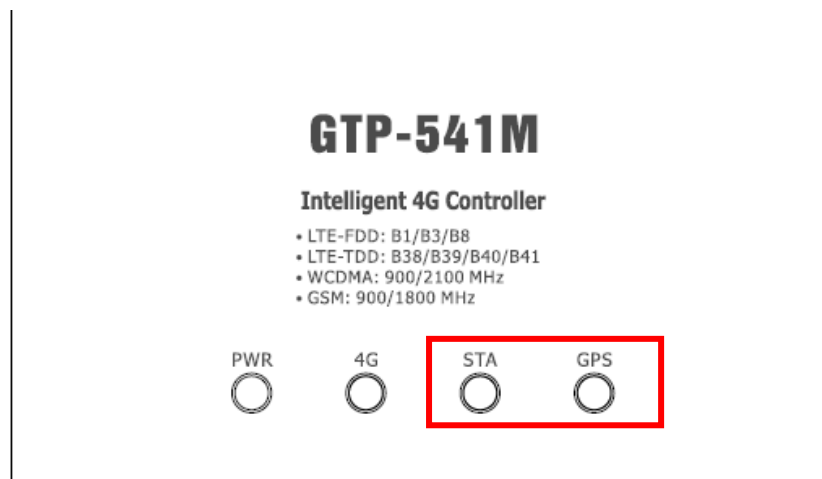 GTP-541M
Intelligent 4G Controller
• LTE-FDD: B1/B3/B8
• LTE-TDD: B38/B39/B40/B41
• WCDMA: 900/2100 MHz
• GSM: 900/1800 MHz
PWR 4G STA GPS